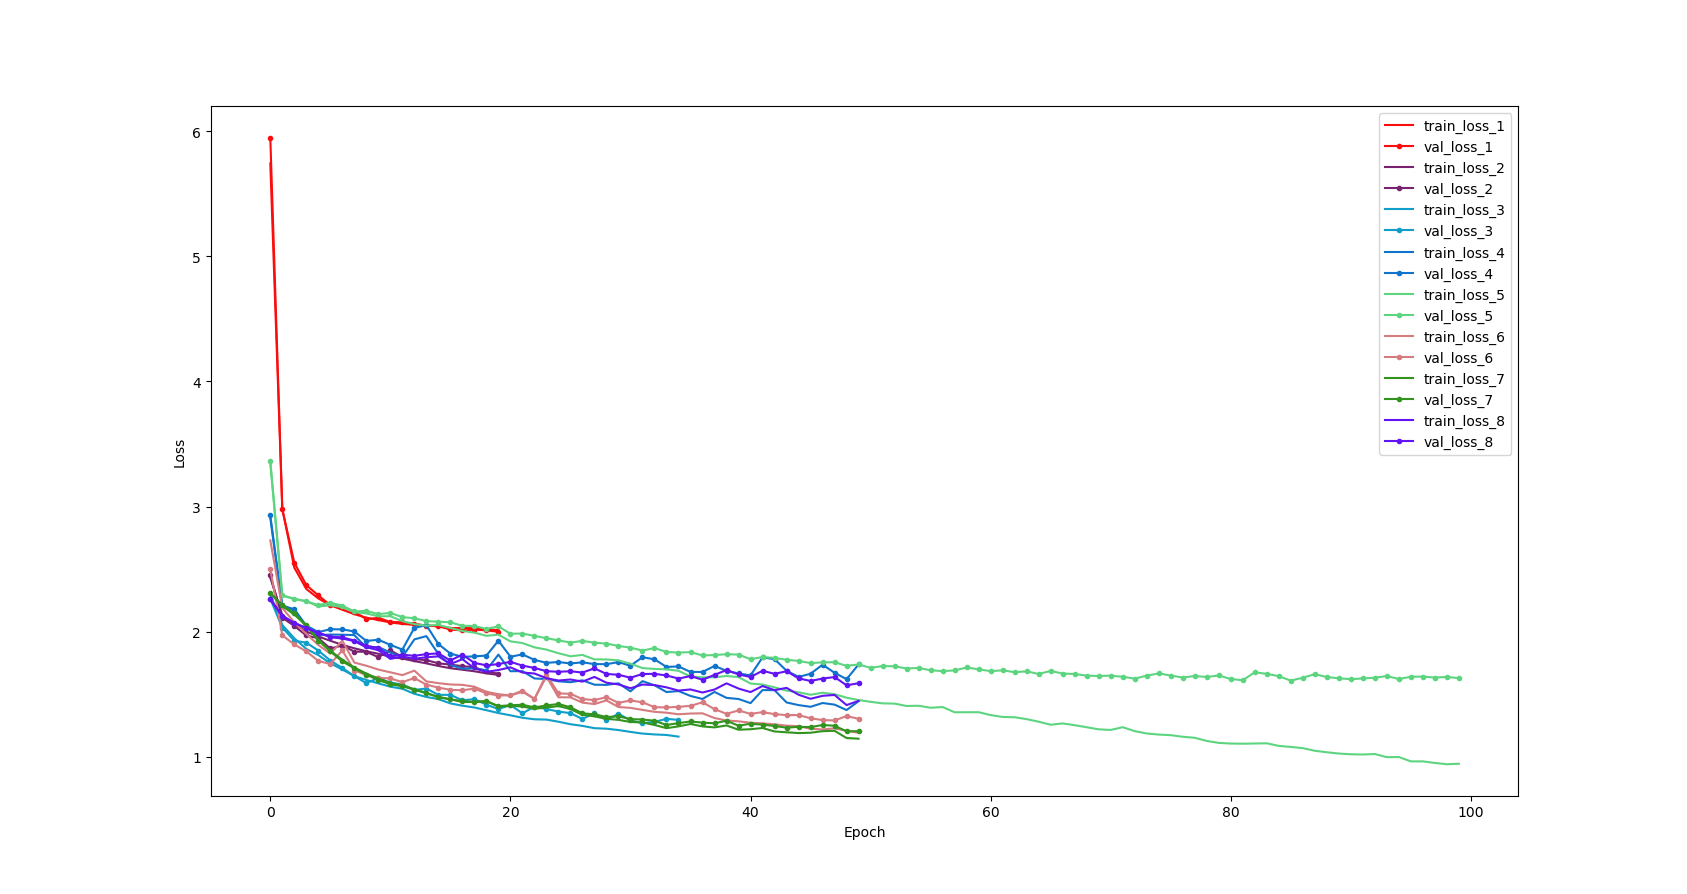 train_loss_1
val_loss_1
train_loss_2
val_loss_2
train_loss_3
val_loss_3
train_loss_4
val_loss_4
train_loss_5
val_loss_5
train_loss_6
val_loss_6
train_loss_7
val_loss_7
train_loss_8
val_loss_8
6
5
4
3
2
1
Loss
0 20 40 60 80 100
Epoch